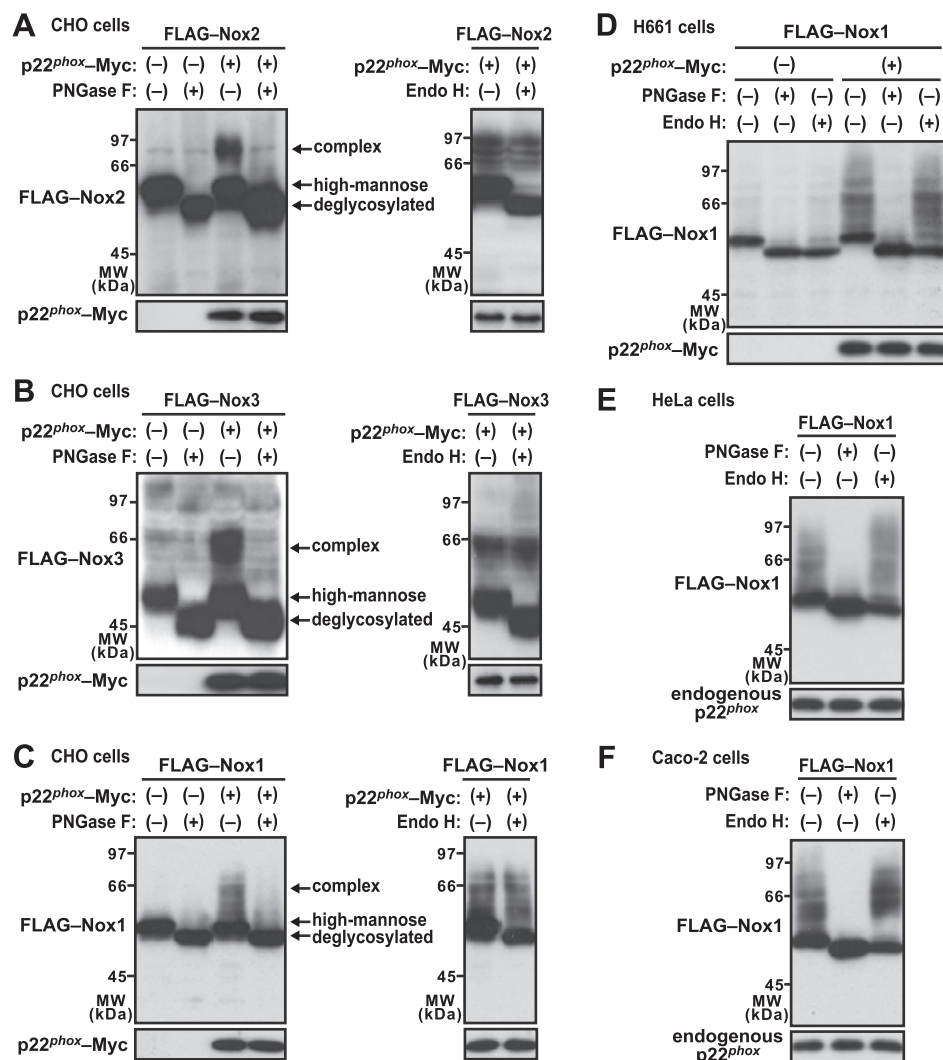 A CHO cells
FLAG–Nox2
p22phox–Myc: (–) (–) (+) (+)
PNGase F: (–) (+) (–) (+)
97
66
FLAG–Nox2
45
MW
(kDa)
p22phox–Myc
complex
high-mannose
deglycosylated
FLAG–Nox2
p22phox–Myc: (+) (+)
Endo H: (–) (+)
97
66
45
MW
(kDa)
B CHO cells
FLAG–Nox3
p22phox–Myc: (–) (–) (+) (+)
PNGase F: (–) (+) (–) (+)
97
66
FLAG–Nox3
45
MW
(kDa)
p22phox–Myc
complex
high-mannose
deglycosylated
FLAG–Nox3
p22phox–Myc: (+) (+)
Endo H: (–) (+)
97
66
45
MW
(kDa)
C CHO cells
FLAG–Nox1
p22phox–Myc: (–) (–) (+) (+)
PNGase F: (–) (+) (–) (+)
97
66
FLAG–Nox1
45
MW
(kDa)
p22phox–Myc
complex
high-mannose
deglycosylated
FLAG–Nox1
p22phox–Myc: (+) (+)
Endo H: (–) (+)
97
66
45
MW
(kDa)
D H661 cells
FLAG–Nox1
p22phox–Myc: (–) (+)
PNGase F: (–) (+) (–) (–) (+) (–)
Endo H: (–) (–) (+) (–) (–) (+)
97
66
FLAG–Nox1
45
MW
(kDa)
p22phox–Myc
E HeLa cells
FLAG–Nox1
PNGase F: (–) (+) (–)
Endo H: (–) (–) (+)
97
66
FLAG–Nox1
45
MW
(kDa)
endogenous
p22phox
F Caco-2 cells
FLAG–Nox1
PNGase F: (–) (+) (–)
Endo H: (–) (–) (+)
97
66
FLAG–Nox1
45
MW
(kDa)
endogenous
p22phox